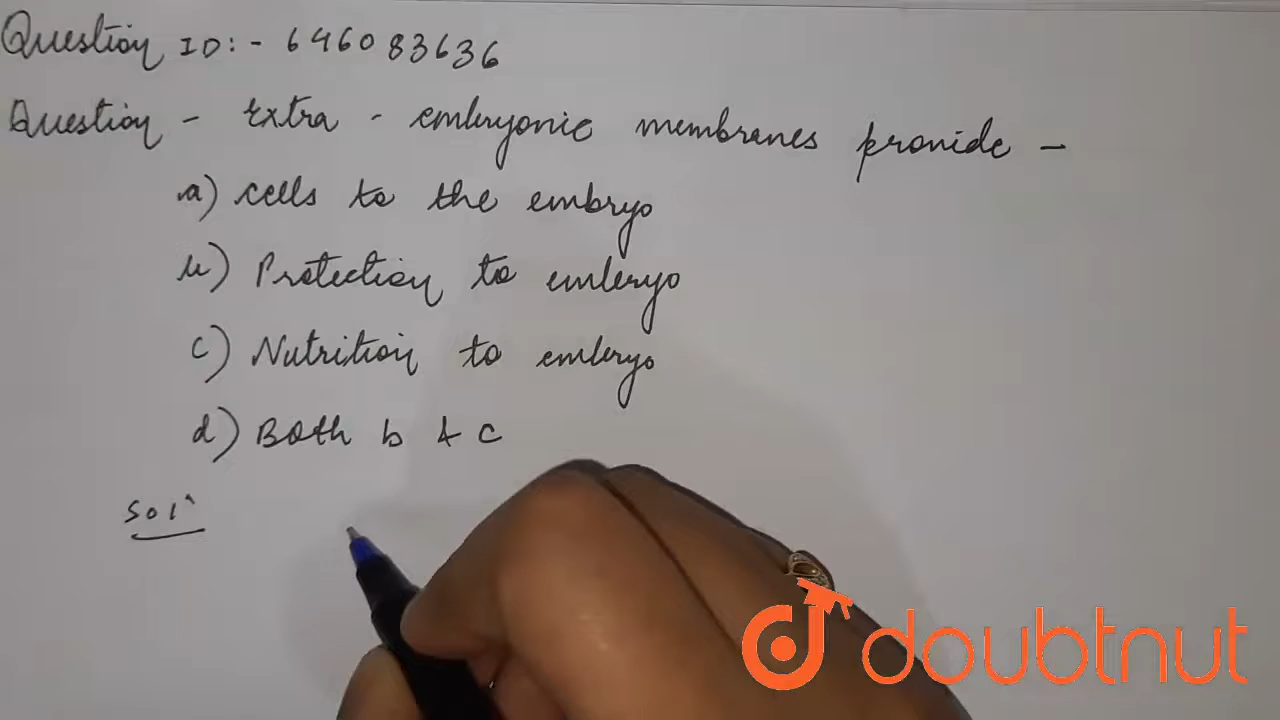 Question ID:- 646083636
Question - Extra - embryonic membranes provide -
a) cells to the embryo
b) Protection to embryo
c) Nutrition to embryo
d) Both b & c
Solⁿ
doubtnut